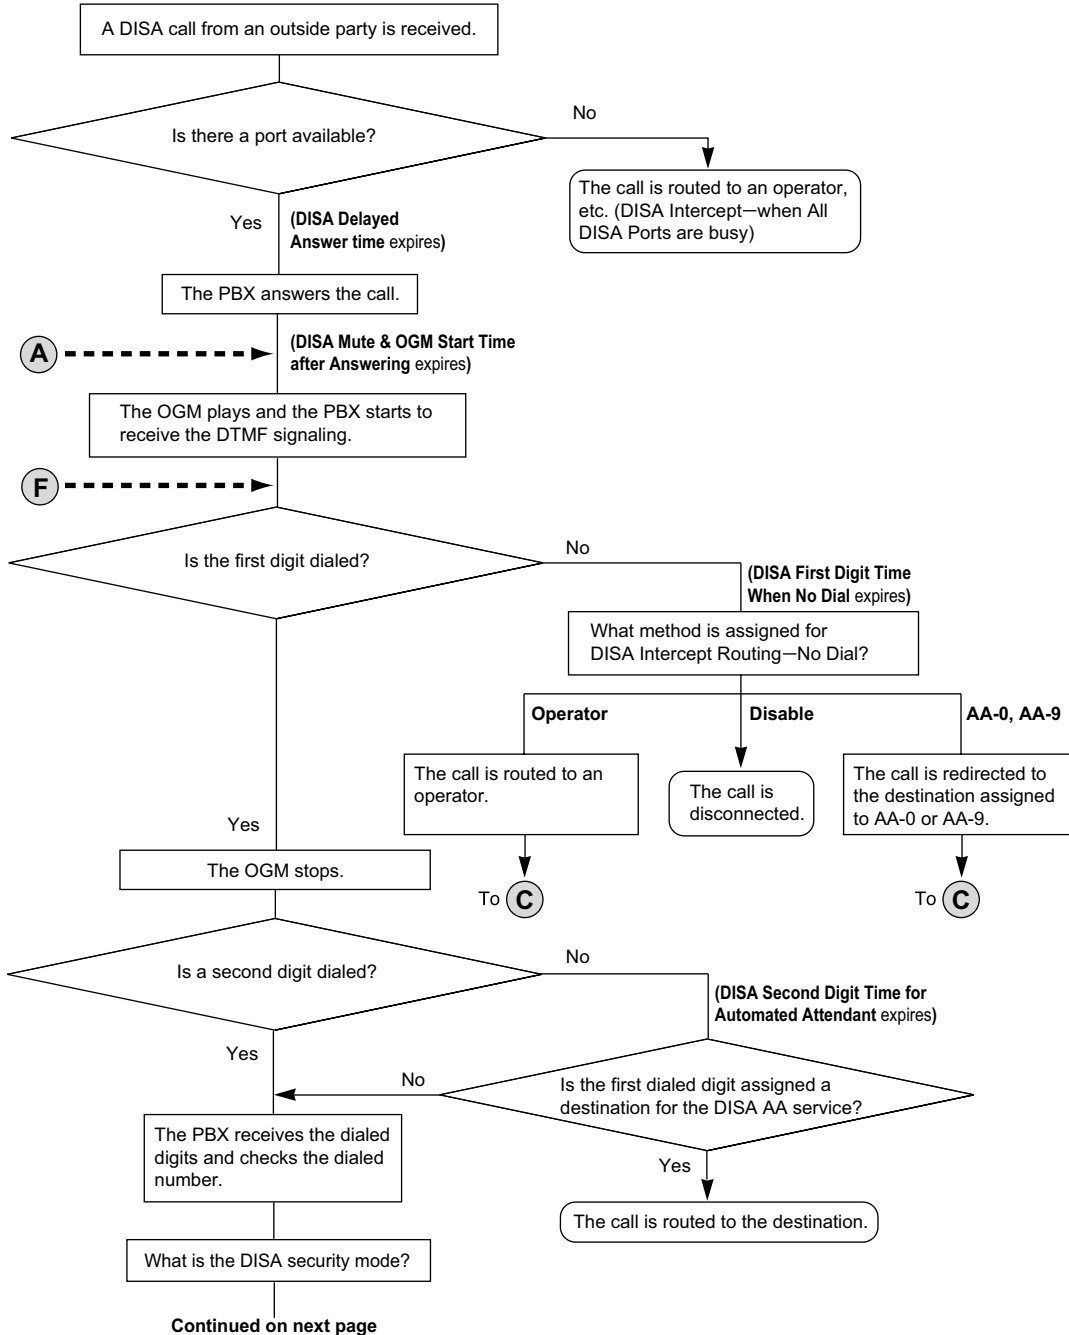 A DISA call from an outside party is received.
Is there a port available?
No
The call is routed to an operator,
etc. (DISA Intercept—when All
DISA Ports are busy)
Yes
(DISA Delayed
Answer time expires)
The PBX answers the call.
A
(DISA Mute & OGM Start Time
after Answering expires)
The OGM plays and the PBX starts to
receive the DTMF signaling.
F
Is the first digit dialed?
No
(DISA First Digit Time
When No Dial expires)
What method is assigned for
DISA Intercept Routing—No Dial?
Operator
Disable
AA-0, AA-9
The call is routed to an
operator.
The call is
disconnected.
The call is redirected to
the destination assigned
to AA-0 or AA-9.
Yes
The OGM stops.
To C
To C
Is a second digit dialed?
No
(DISA Second Digit Time for
Automated Attendant expires)
Yes
No
Is the first dialed digit assigned a
destination for the DISA AA service?
The PBX receives the dialed
digits and checks the dialed
number.
Yes
The call is routed to the destination.
What is the DISA security mode?
Continued on next page